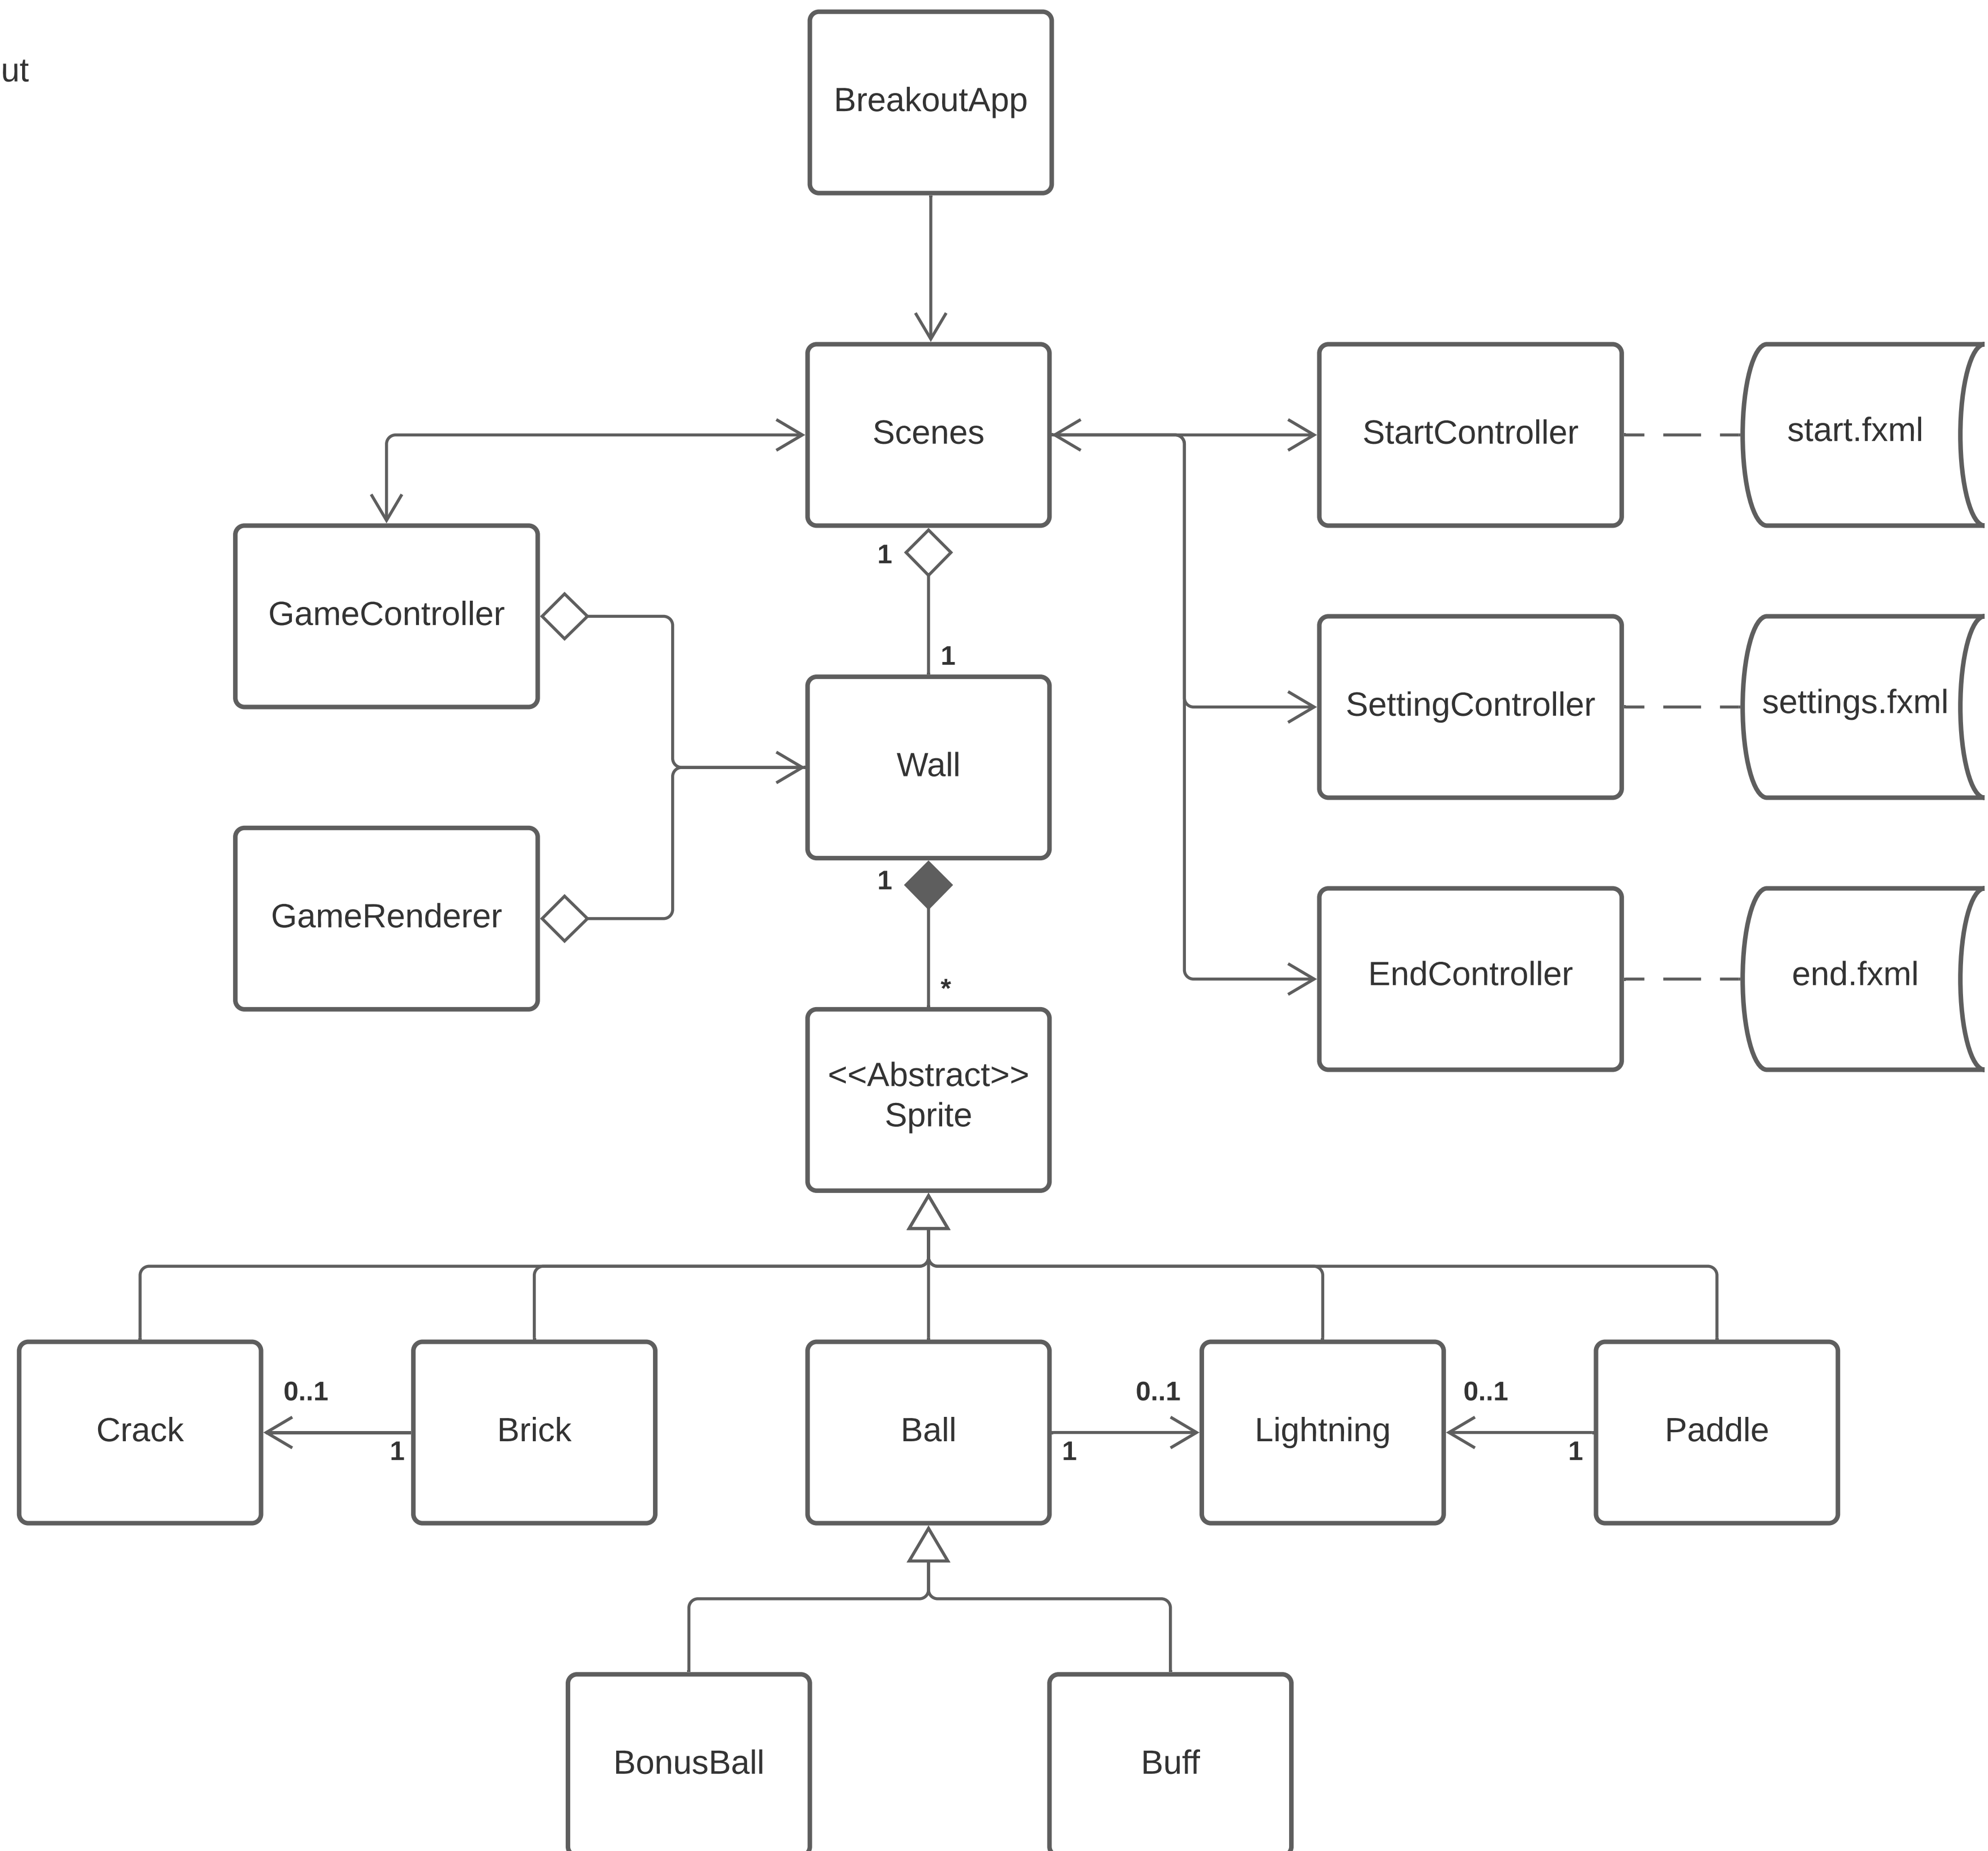 BreakoutApp
ut
Scenes
StartController
start.fxml
1
GameController
1
SettingController
settings.fxml
Wall
1
GameRenderer
EndController
end.fxml
*
<<Abstract>>
Sprite
0..1
0..1
0..1
Crack
Brick
Ball
Lightning
Paddle
1
1
1
BonusBall
Buff